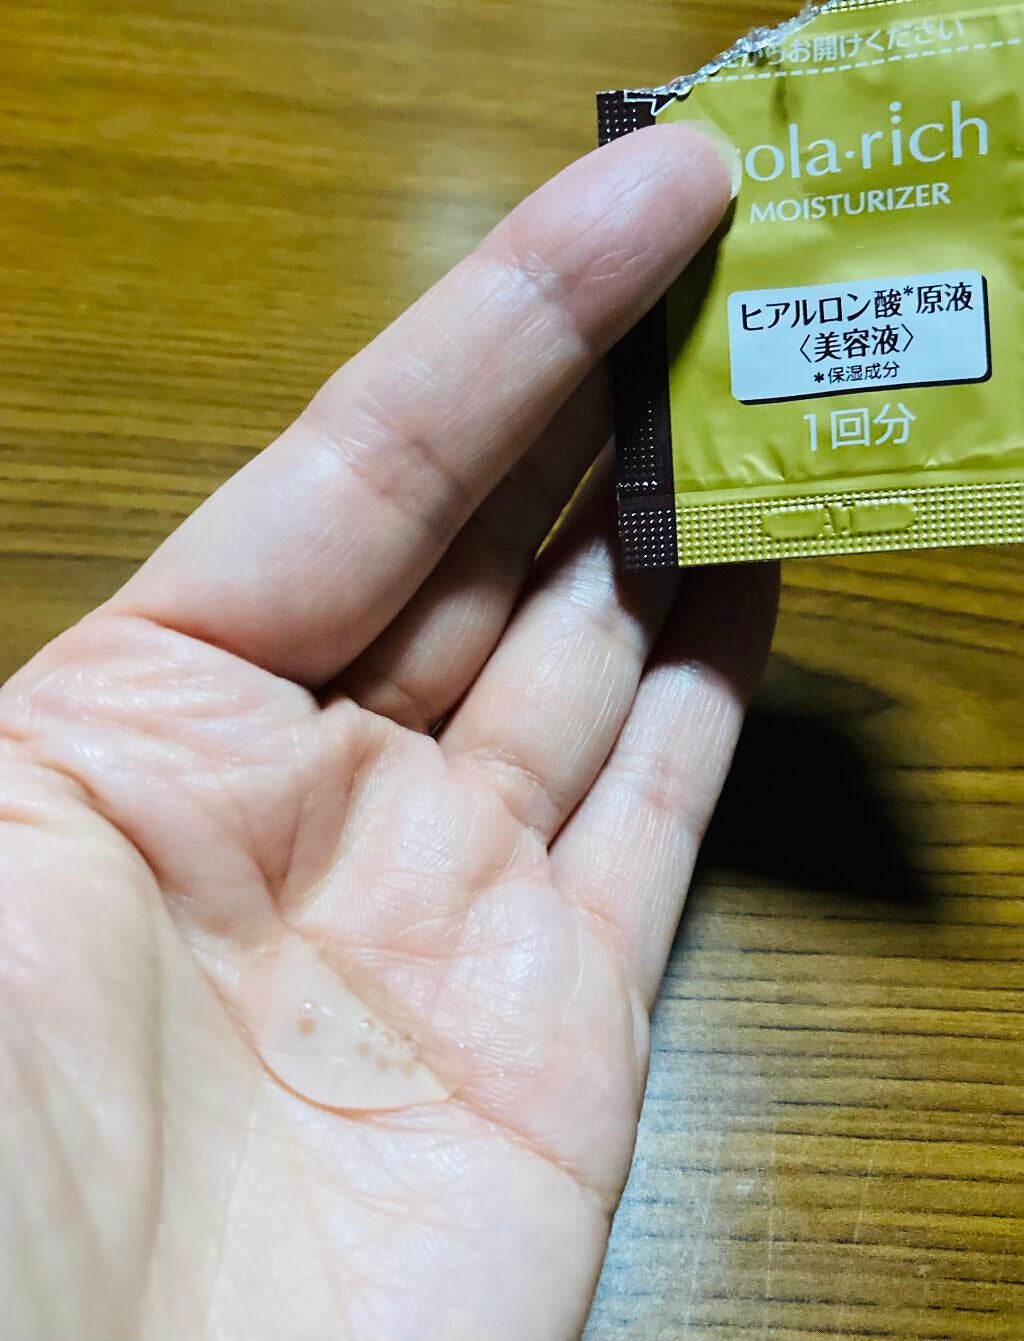 からお開けください
ola·rich
MOISTURIZER
ヒアルロン酸*原液
〈美容液〉
*保湿成分
1回分